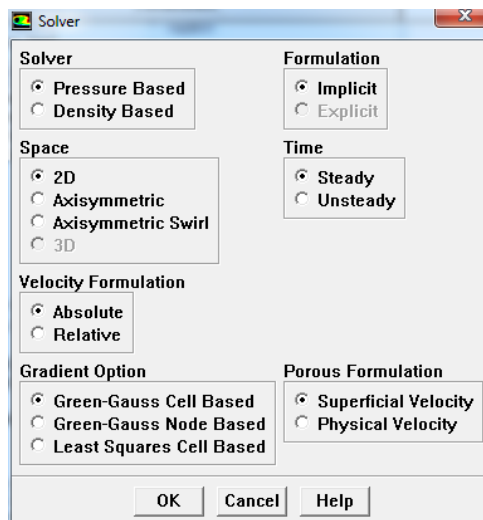 Solver
Solver
Pressure Based
Density Based
Formulation
Implicit
Explicit
Space
2D
Axisymmetric
Axisymmetric Swirl
3D
Time
Steady
Unsteady
Velocity Formulation
Absolute
Relative
Gradient Option
Green-Gauss Cell Based
Green-Gauss Node Based
Least Squares Cell Based
Porous Formulation
Superficial Velocity
Physical Velocity
OK Cancel Help